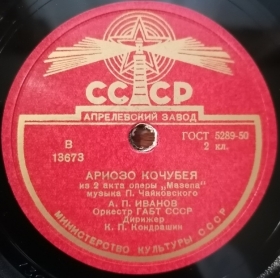 СССР
АПРЕЛЕВСКИЙ ЗАВОД
В
13673
ГОСТ 5289-50
2 кл.
АРИОЗО КОЧУБЕЯ
из 2 акта оперы „Мазепа"
музыка П. Чайковского
А. П. ИВАНОВ
Оркестр ГАБТ СССР
Дирижер
К. П. Кондрашин
МИНИСТЕРСТВО КУЛЬТУРЫ СССР